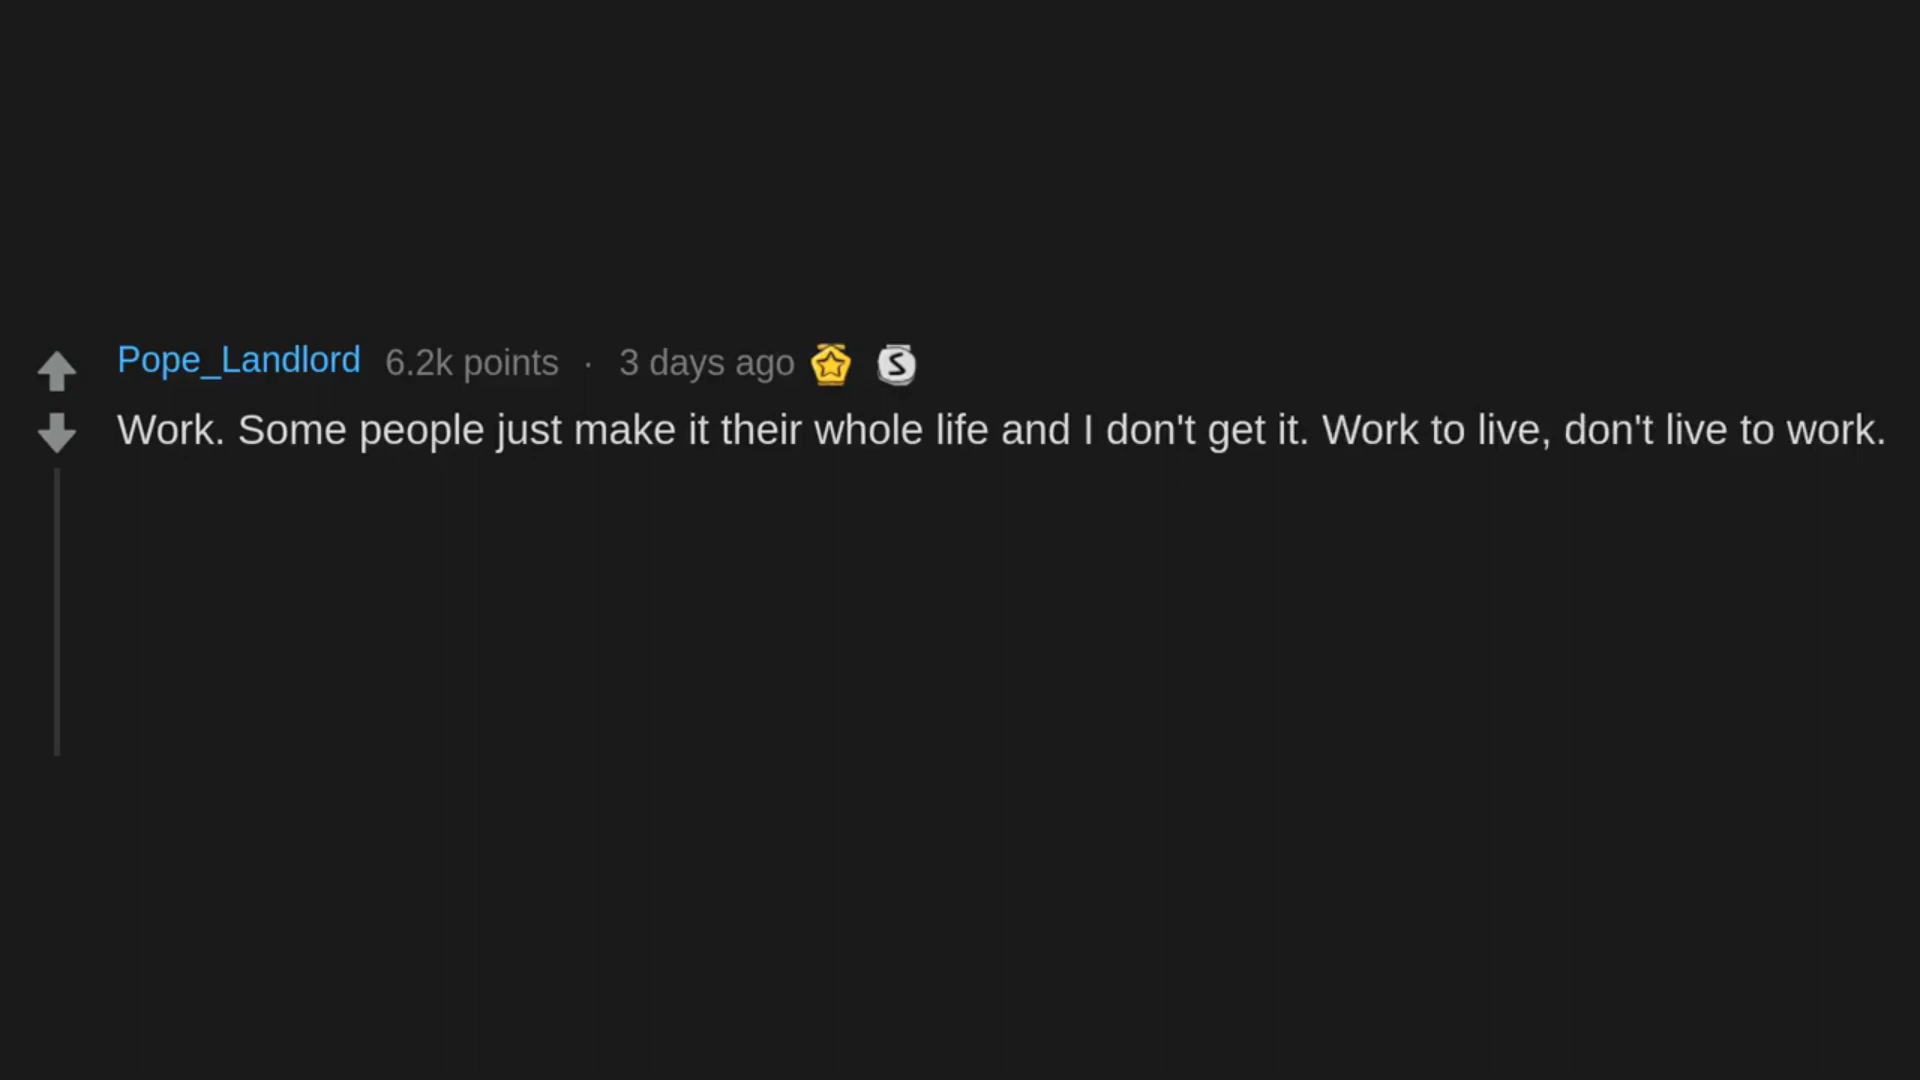 Pope_Landlord 6.2k points · 3 days ago S
Work. Some people just make it their whole life and I don't get it. Work to live, don't live to work.